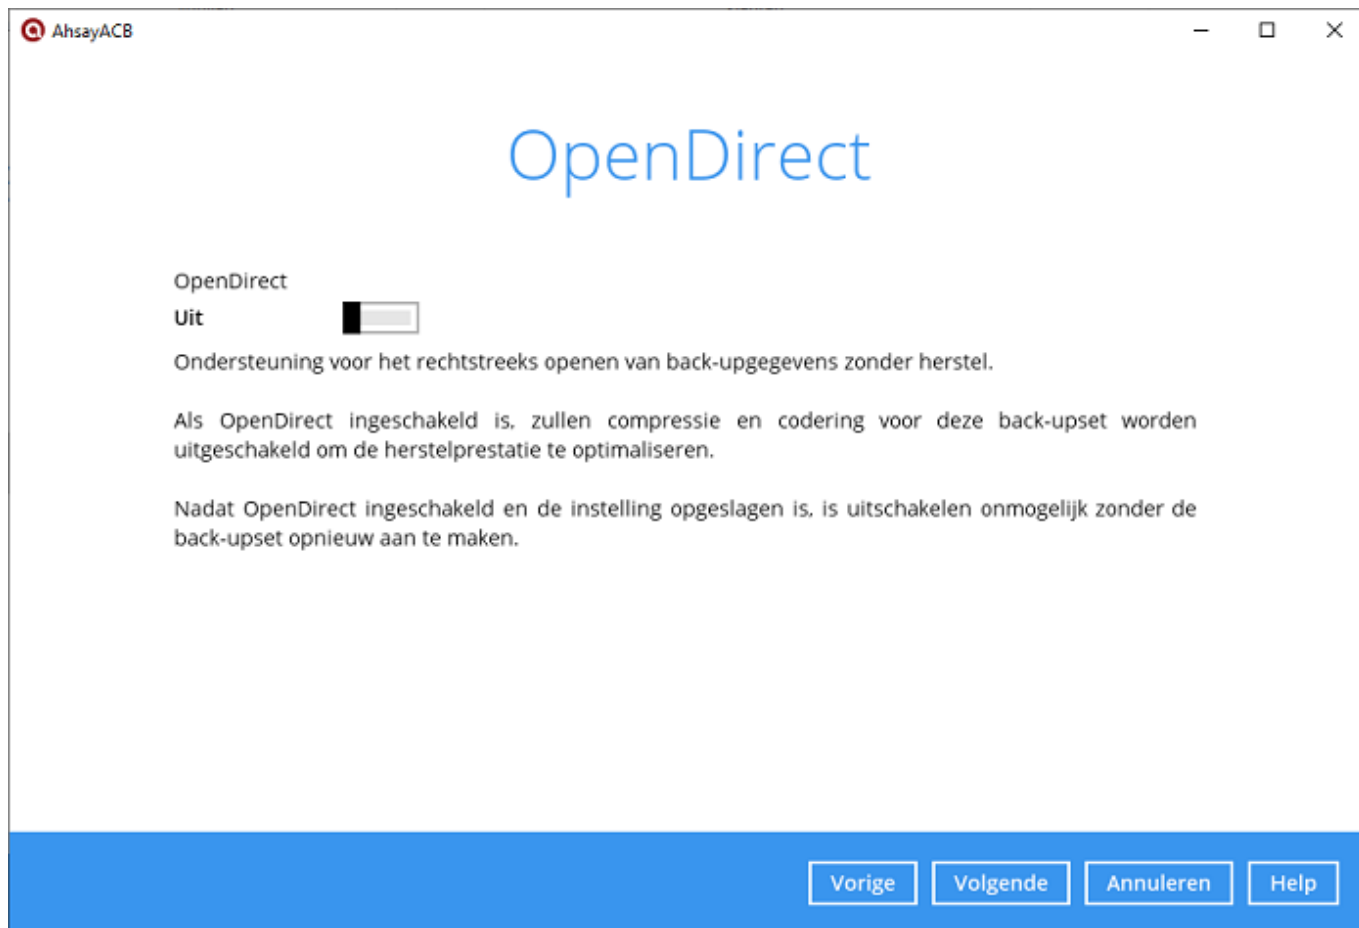 AhsayACB
OpenDirect
OpenDirect
Uit
Ondersteuning voor het rechtstreeks openen van back-upgegevens zonder herstel.
Als OpenDirect ingeschakeld is, zullen compressie en codering voor deze back-upset worden
uitgeschakeld om de herstelprestatie te optimaliseren.
Nadat OpenDirect ingeschakeld en de instelling opgeslagen is, is uitschakelen onmogelijk zonder de
back-upset opnieuw aan te maken.
Vorige Volgende Annuleren Help